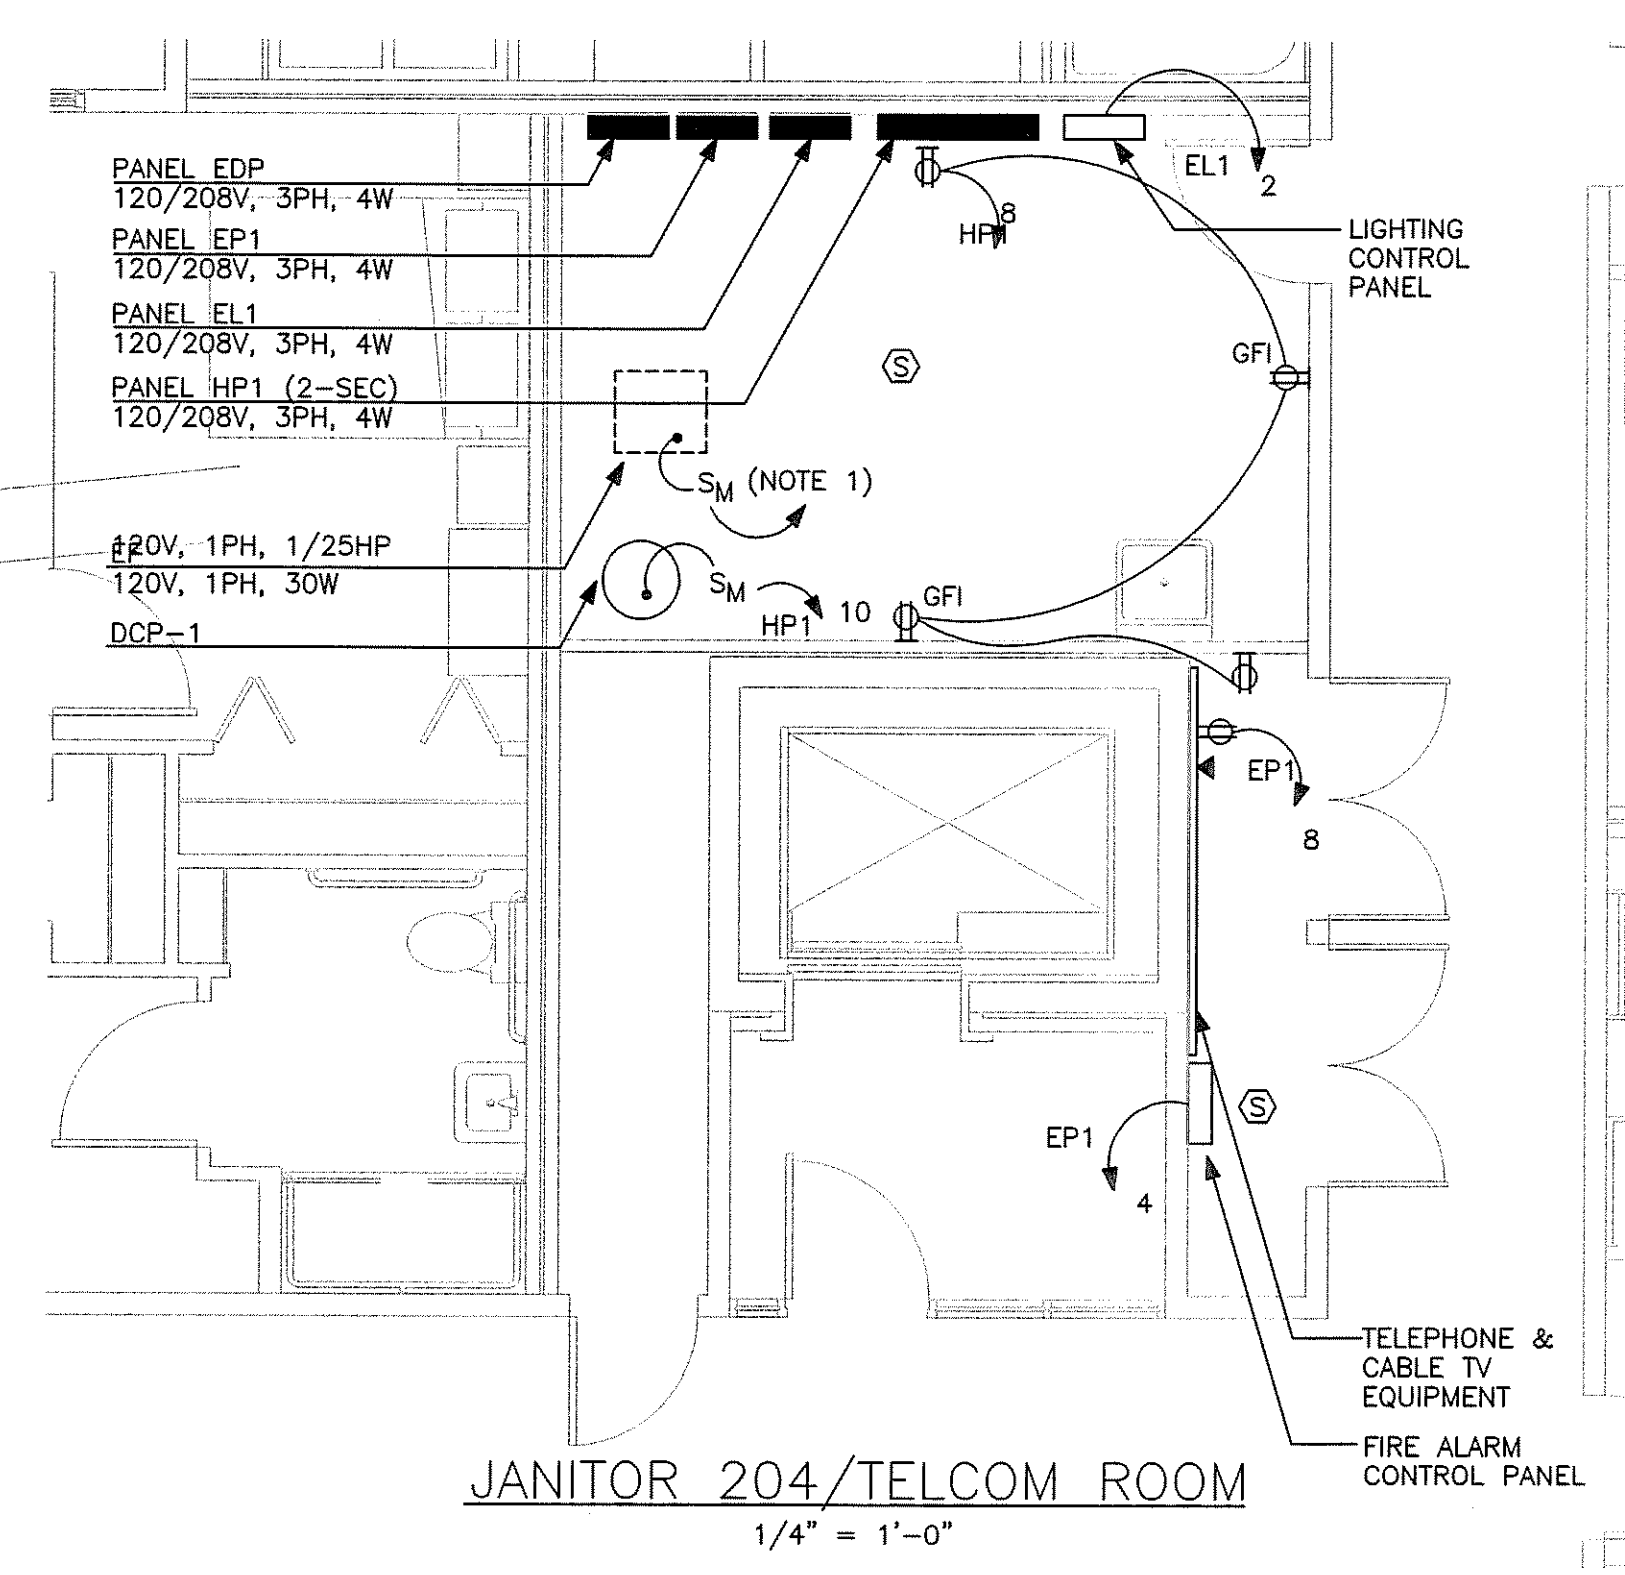 PANEL EDP
120/208V, 3PH, 4W
PANEL EP1
120/208V, 3PH, 4W
PANEL EL1
120/208V, 3PH, 4W
PANEL HP1 (2-SEC)
120/208V, 3PH, 4W
EL1
2
LIGHTING
CONTROL
PANEL
8
HP1
GFI
S
SM (NOTE 1)
120V, 1PH, 1/25HP
EF
120V, 1PH, 30W
DCP-1
SM
HP1
10
GFI
EP1
8
S
EP1
4
TELEPHONE &
CABLE TV
EQUIPMENT
FIRE ALARM
CONTROL PANEL
JANITOR 204/TELCOM ROOM
1/4" = 1'-0"